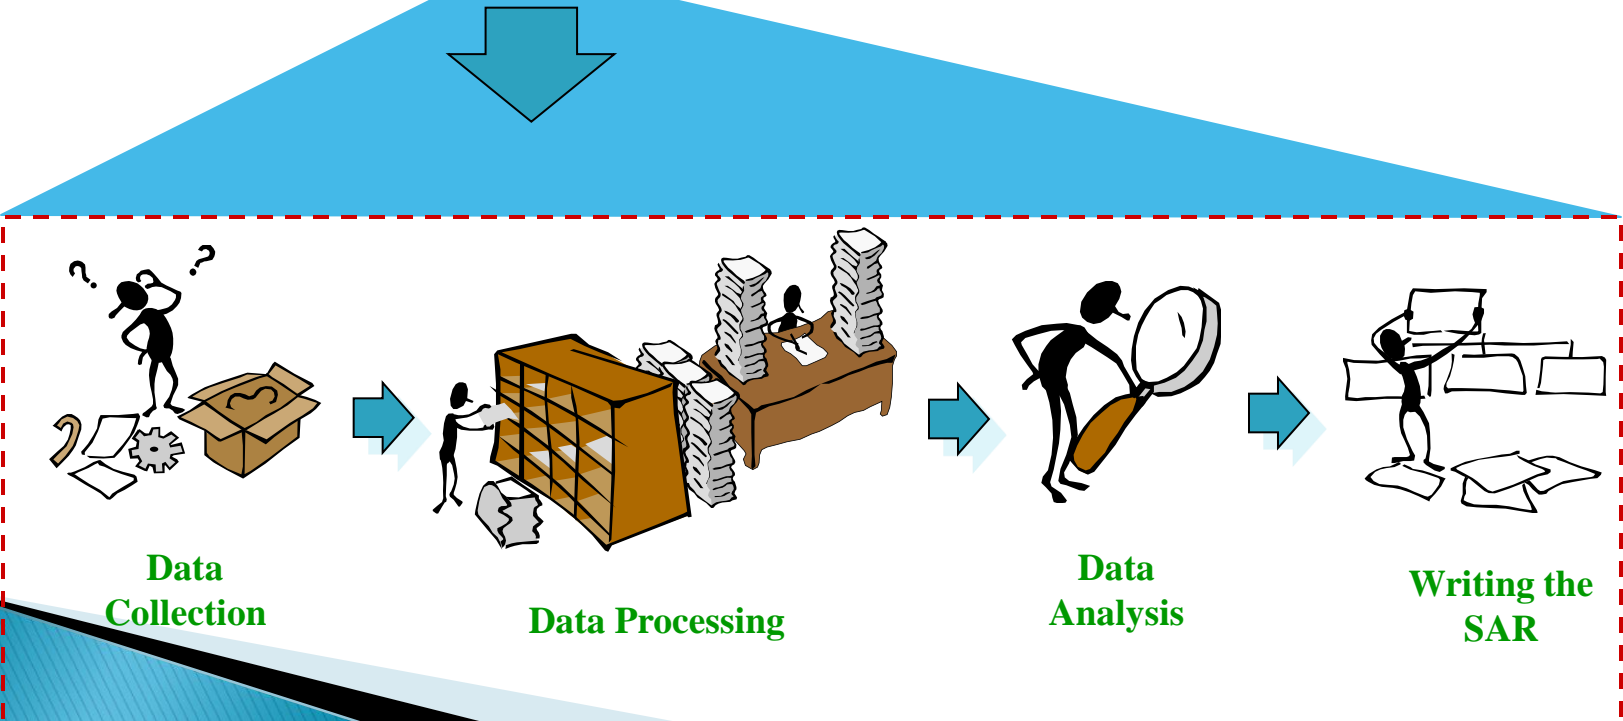 Data
Collection
Data Processing
Data
Analysis
Writing the
SAR